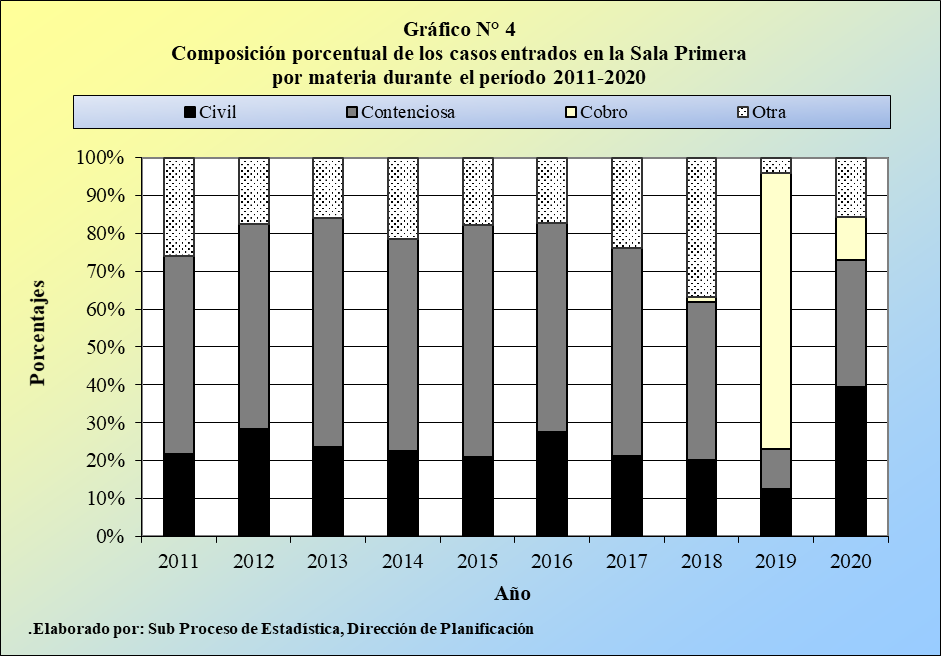 Gráfico N° 4
Composición porcentual de los casos entrados en la Sala Primera
por materia durante el período 2011-2020
Civil Contenciosa Cobro Otra
100%
90%
80%
70%
60%
50%
40%
30%
20%
10%
0%
Porcentajes
2011 2012 2013 2014 2015 2016 2017 2018 2019 2020
Año
.Elaborado por: Sub Proceso de Estadística, Dirección de Planificación